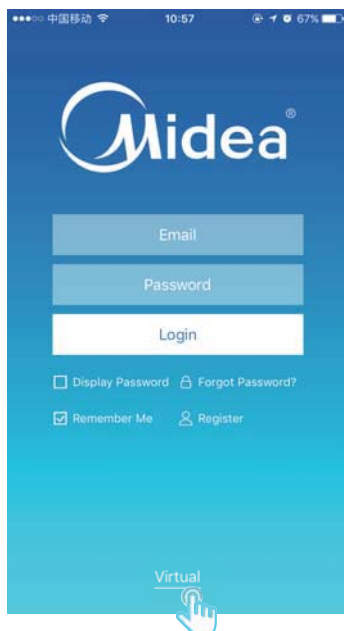 中国移动 10:57 67%
Midea®
Email
Password
Login
Display Password Forgot Password?
Remember Me Register
Virtual